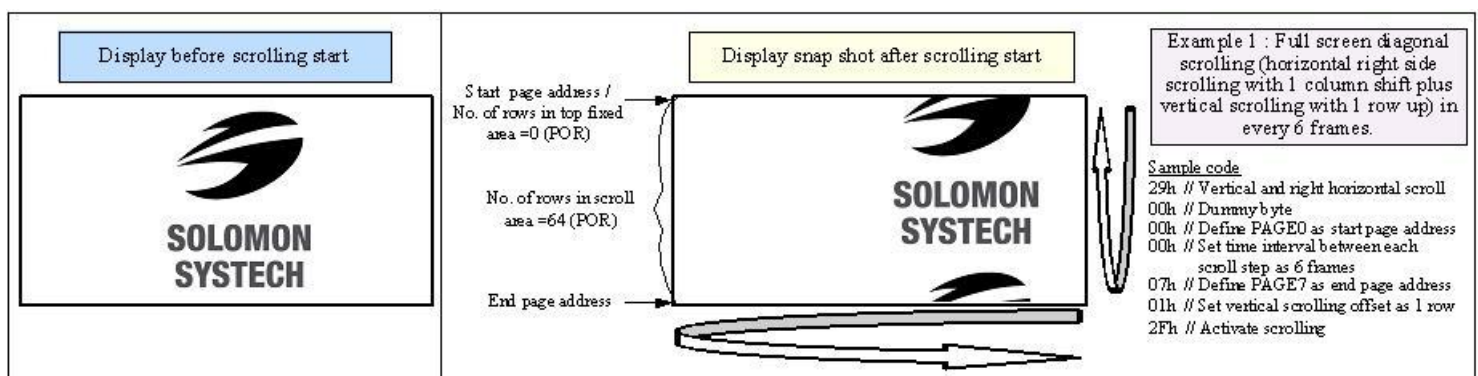 Display before scrolling start
SOLOMON
SYSTECH
Display snap shot after scrolling start
Start page address /
No. of rows in top fixed
area =0 (POR)
No. of rows in scroll
area =64 (POR)
End page address
SOLOMON
SYSTECH
Example 1 : Full screen diagonal
scrolling (horizontal right side
scrolling with 1 column shift plus
vertical scrolling with 1 row up) in
every 6 frames.
Sample code
29h // Vertical and right horizontal scroll
00h // Dummy byte
00h // Define PAGE0 as start page address
00h // Set time interval between each
scroll step as 6 frames
07h // Define PAGE7 as end page address
01h // Set vertical scrolling offset as 1 row
2Fh // Activate scrolling